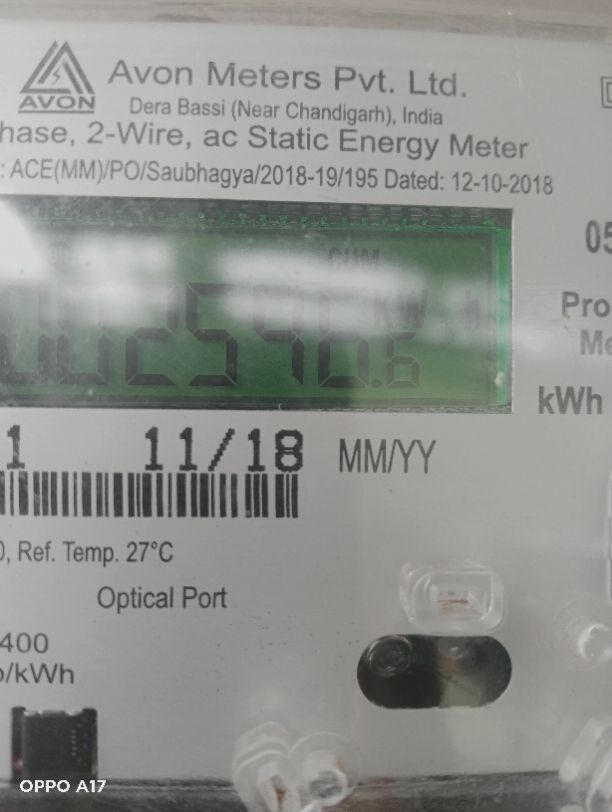 AVON
Avon Meters Pvt. Ltd.
Dera Bassi (Near Chandigarh), India
hase, 2-Wire, ac Static Energy Meter
: ACE(MM)/PO/Saubhagya/2018-19/195 Dated: 12-10-2018
05
CUM
kW h
Pro
Me
kWh
1 11/18 MM/YY
0, Ref. Temp. 27°C
Optical Port
400
p/kWh
OPPO A17